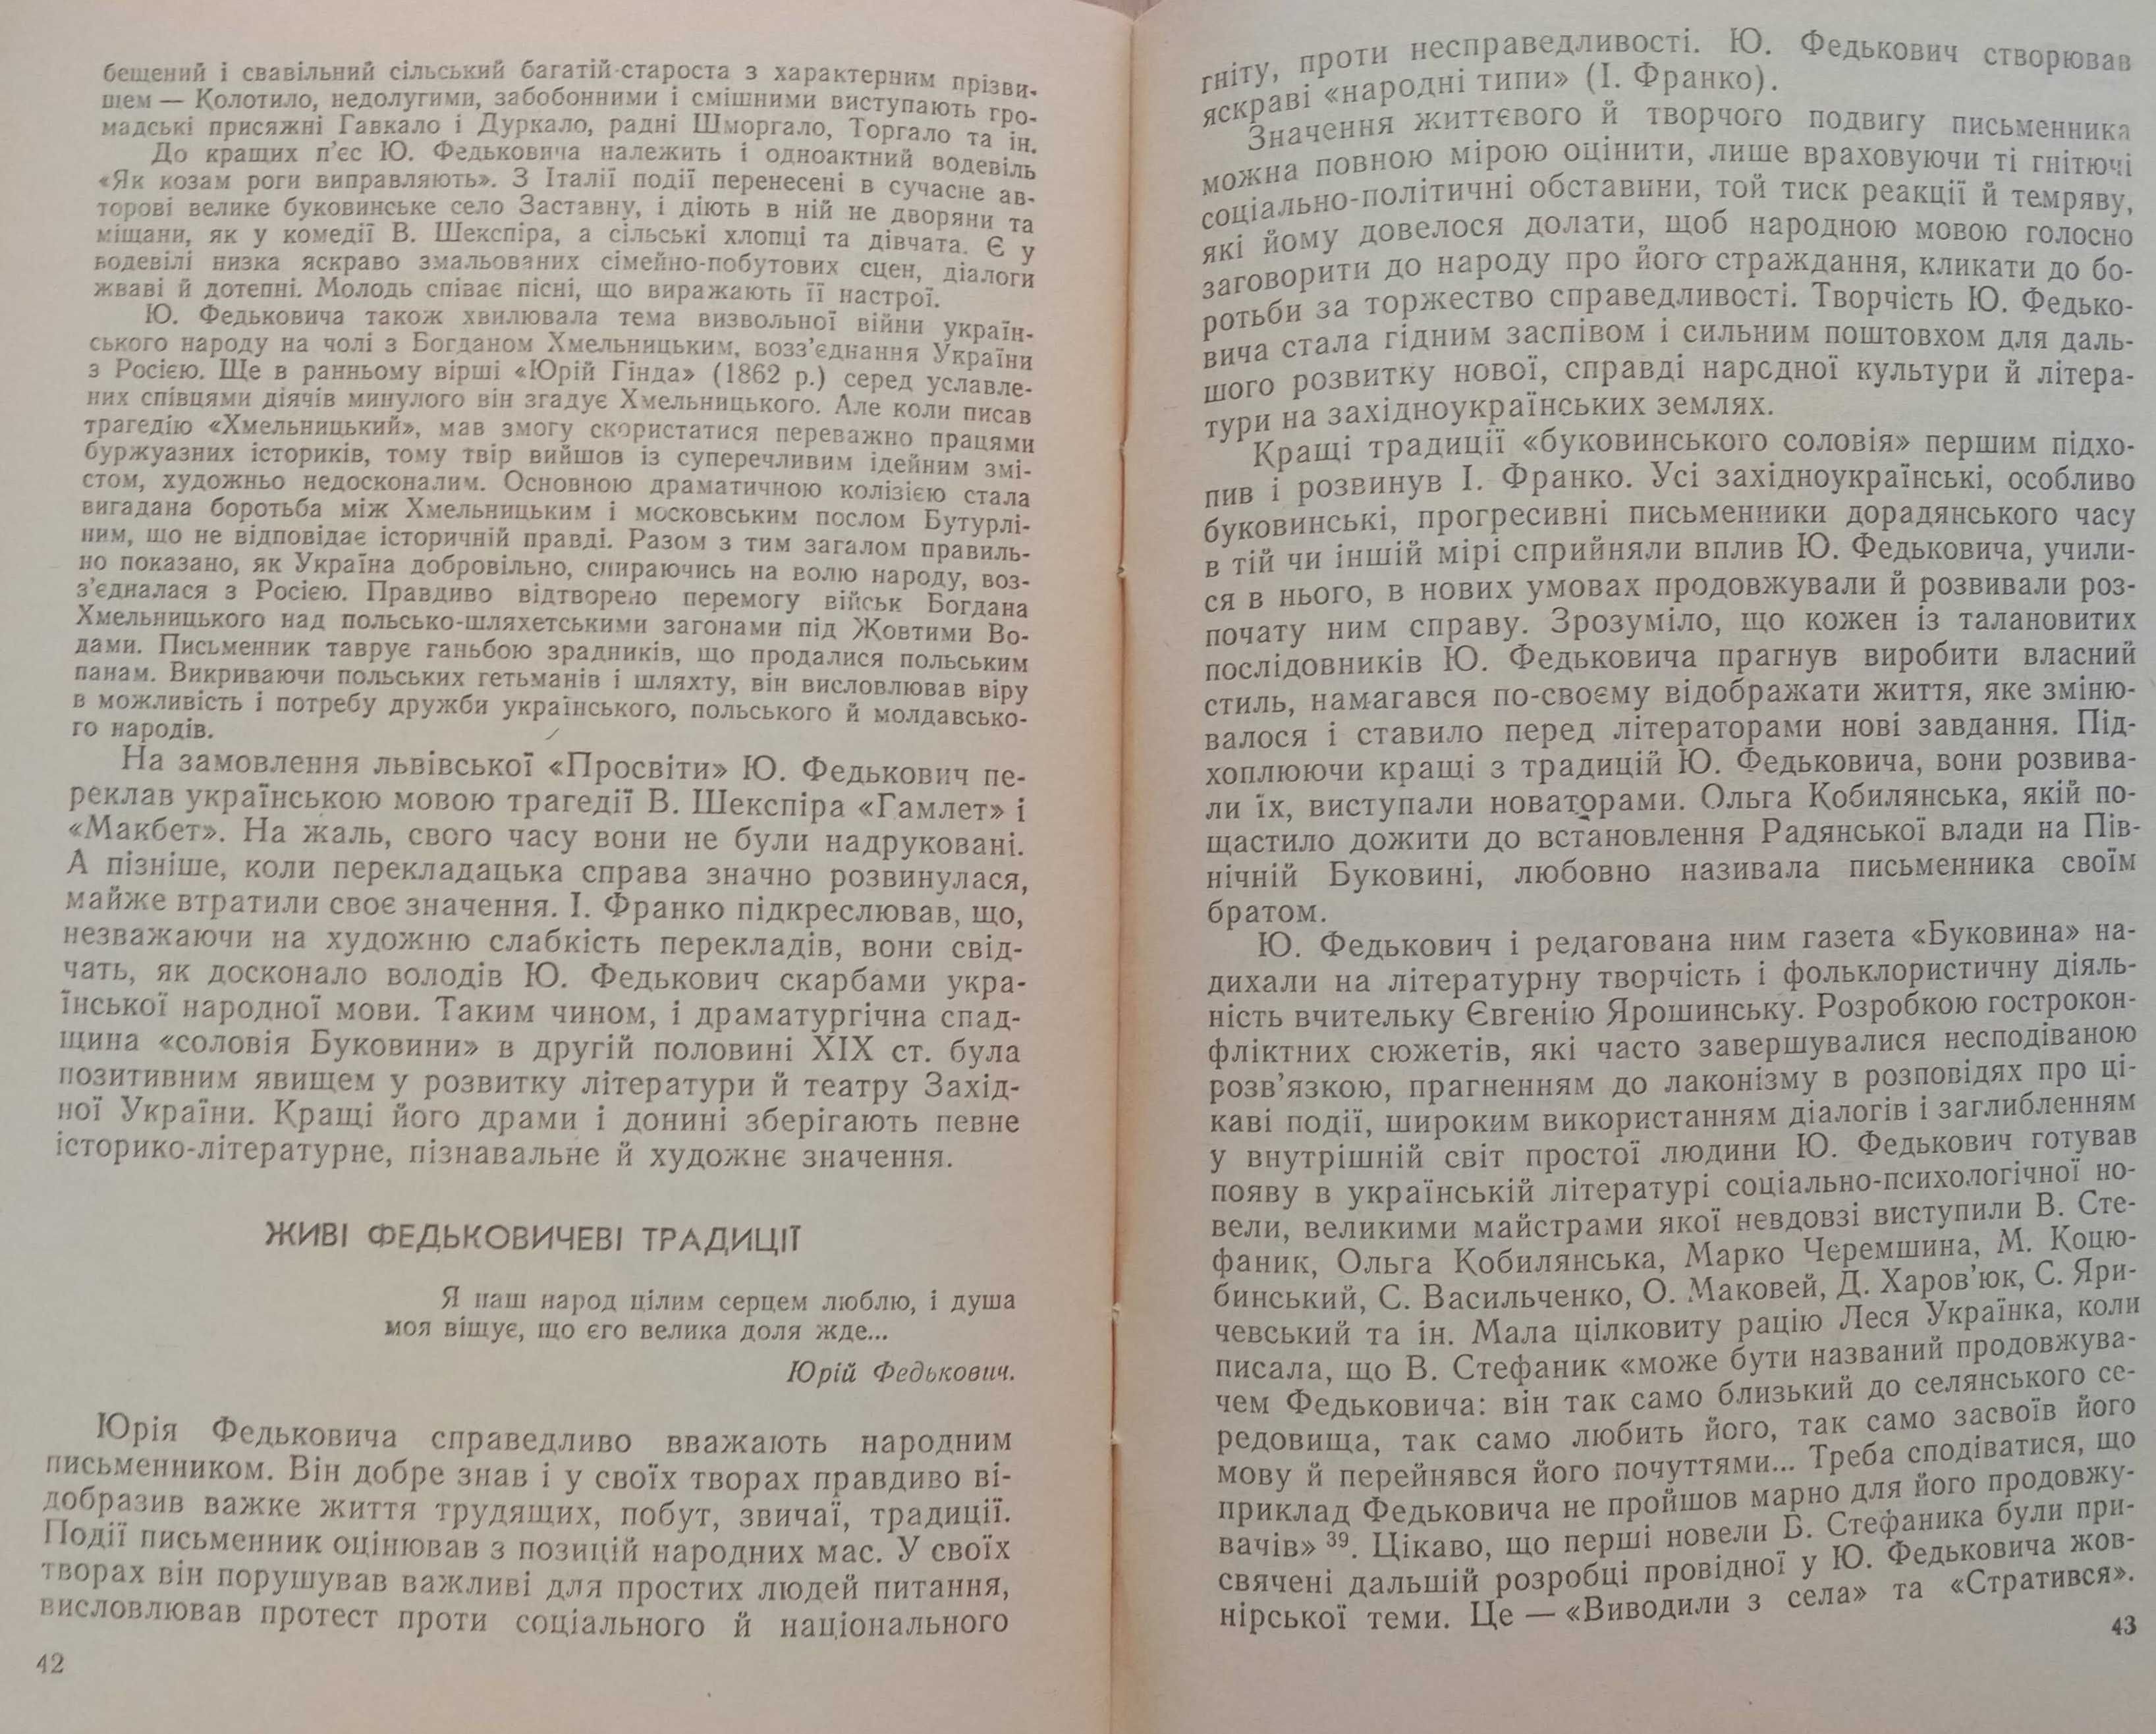 бещений і свавільний сільський багатій-староста з характерним прізви-
щем — Колотило, недолугими, забобонними і смішними виступають гро-
мадські присяжні Гавкало і Дуркало, радні Шморгало, Торгало та ін.
До кращих п’єс Ю. Федьковича належить і одноактний водевіль
«Як козам роги виправляють». З Італії події перенесені в сучасне ав-
торові велике буковинське село Заставну, і діють в ній не дворяни та
міщани, як у комедії В. Шекспіра, а сільські хлопці та дівчата. Є у
водевілі низка яскраво змальованих сімейно-побутових сцен, діалоги
жваві й дотепні. Молодь співає пісні, що виражають її настрої.
Ю. Федьковича також хвилювала тема визвольної війни україн-
ського народу на чолі з Богданом Хмельницьким, возз’єднання України
з Росією. Ще в ранньому вірші «Юрій Гінда» (1862 р.) серед уславле-
них співцями діячів минулого він згадує Хмельницького. Але коли писав
трагедію «Хмельницький», мав змогу скористатися переважно працями
буржуазних істориків, тому твір вийшов із суперечливим ідейним змі-
стом, художньо недосконалим. Основною драматичною колізією стала
вигадана боротьба між Хмельницьким і московським послом Бутурлі-
ним, що не відповідає історичній правді. Разом з тим загалом правиль-
но показано, як Україна добровільно, спираючись на волю народу, воз-
з’єдналася з Росією. Правдиво відтворено перемогу військ Богдана
Хмельницького над польсько-шляхетськими загонами під Жовтими Во-
дами. Письменник таврує ганьбою зрадників, що продалися польським
панам. Викриваючи польських гетьманів і шляхту, він висловлював віру
в можливість і потребу дружби українського, польського й молдавсько-
го народів.
На замовлення львівської «Просвіти» Ю. Федькович пе-
реклав українською мовою трагедії В. Шекспіра «Гамлет» і
«Макбет». На жаль, свого часу вони не були надруковані.
А пізніше, коли перекладацька справа значно розвинулася,
майже втратили своє значення. І. Франко підкреслював, що,
незважаючи на художню слабкість перекладів, вони свід-
чать, як досконало володів Ю. Федькович скарбами укра-
їнської народної мови. Таким чином, і драматургічна спад-
щина «соловія Буковини» в другій половині XIX ст. була
позитивним явищем у розвитку літератури й театру Захід-
ної України. Кращі його драми і донині зберігають певне
історико-літературне, пізнавальне й художнє значення.
ЖИВІ ФЕДЬКОВИЧЕВІ ТРАДИЦІЇ
Я наш народ цілим серцем люблю, і душа
моя віщує, що єго велика доля жде...
Юрій Федькович.
Юрія Федьковича справедливо вважають народним
письменником. Він добре знав і у своїх творах правдиво ві-
добразив важке життя трудящих, побут, звичаї, традиції.
Події письменник оцінював з позицій народних мас. У своїх
творах він порушував важливі для простих людей питання,
висловлював протест проти соціального й національного
42
гніту, проти несправедливості. Ю. Федькович створював
яскраві «народні типи» (І. Франко).
Значення життєвого й творчого подвигу письменника
можна повною мірою оцінити, лише враховуючи ті гнітючі
соціально-політичні обставини, той тиск реакції й темряву,
які йому довелося долати, щоб народною мовою голосно
заговорити до народу про його страждання, кликати до бо-
ротьби за торжество справедливості. Творчість Ю. Федько-
вича стала гідним заспівом і сильним поштовхом для даль-
шого розвитку нової, справді народної культури й літера-
тури на західноукраїнських землях.
Кращі традиції «буковинського соловія» першим підхо-
пив і розвинув І. Франко. Усі західноукраїнські, особливо
буковинські, прогресивні письменники дорадянського часу
в тій чи іншій мірі сприйняли вплив Ю. Федьковича, учили-
ся в нього, в нових умовах продовжували й розвивали роз-
почату ним справу. Зрозуміло, що кожен із талановитих
послідовників Ю. Федьковича прагнув виробити власний
стиль, намагався по-своєму відображати життя, яке зміню-
валося і ставило перед літераторами нові завдання. Під-
хоплюючи кращі з традицій Ю. Федьковича, вони розвива-
ли їх, виступали новаторами. Ольга Кобилянська, якій по-
щастило дожити до встановлення Радянської влади на Пів-
нічній Буковині, любовно називала письменника своїм
братом.
Ю. Федькович і редагована ним газета «Буковина» на-
дихали на літературну творчість і фольклористичну діяль-
ність вчительку Євгенію Ярошинську. Розробкою гострокон-
фліктних сюжетів, які часто завершувалися несподіваною
розв’язкою, прагненням до лаконізму в розповідях про ці-
каві події, широким використанням діалогів і заглибленням
у внутрішній світ простої людини Ю. Федькович готував
появу в українській літературі соціально-психологічної но-
вели, великими майстрами якої невдовзі виступили В. Сте-
фаник, Ольга Кобилянська, Марко Черемшина, М. Коцю-
бинський, С. Васильченко, О. Маковей, Д. Харов’юк, С. Яри-
чевський та ін. Мала цілковиту рацію Леся Українка, коли
писала, що В. Стефаник «може бути названий продовжува-
чем Федьковича: він так само близький до селянського се-
редовища, так само любить його, так само засвоїв його
мову й перейнявся його почуттями... Треба сподіватися, що
приклад Федьковича не пройшов марно для його продовжу-
вачів» ³⁹. Цікаво, що перші новели В. Стефаника були при-
свячені дальшій розробці провідної у Ю. Федьковича жов-
нірської теми. Це — «Виводили з села» та «Стратився».
43